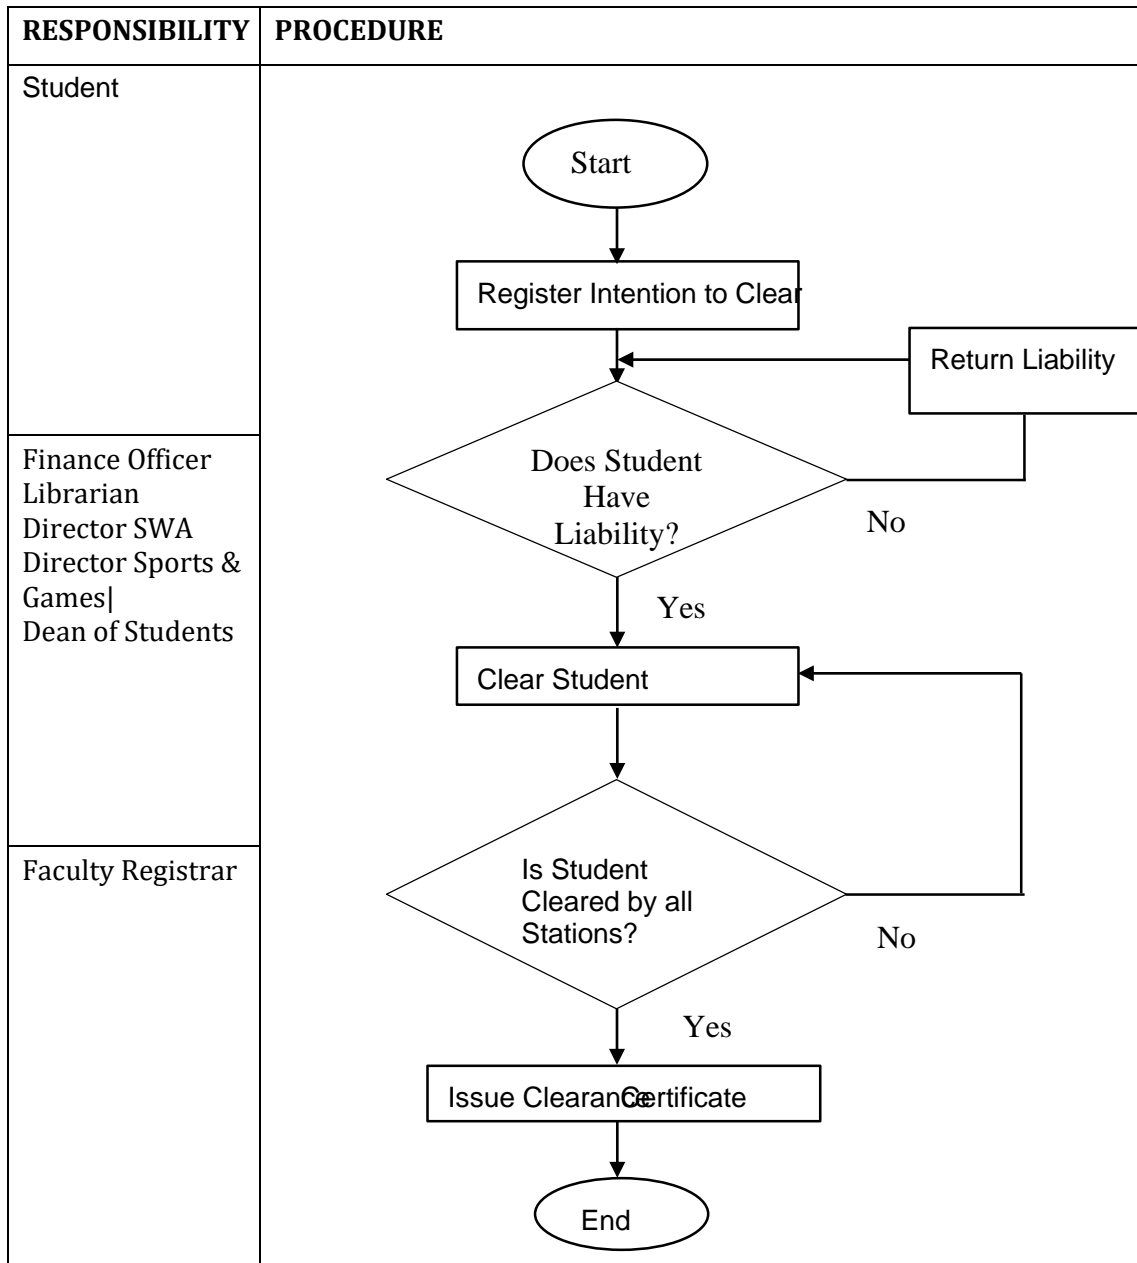 RESPONSIBILITY
PROCEDURE
Student
Start
Register Intention to Clear
Return Liability
Finance Officer
Librarian
Director SWA
Director Sports &
Games|
Dean of Students
Does Student
Have
Liability?
No
Yes
Clear Student
Faculty Registrar
Is Student
Cleared by all
Stations?
No
Yes
Issue Clearance Certificate
End